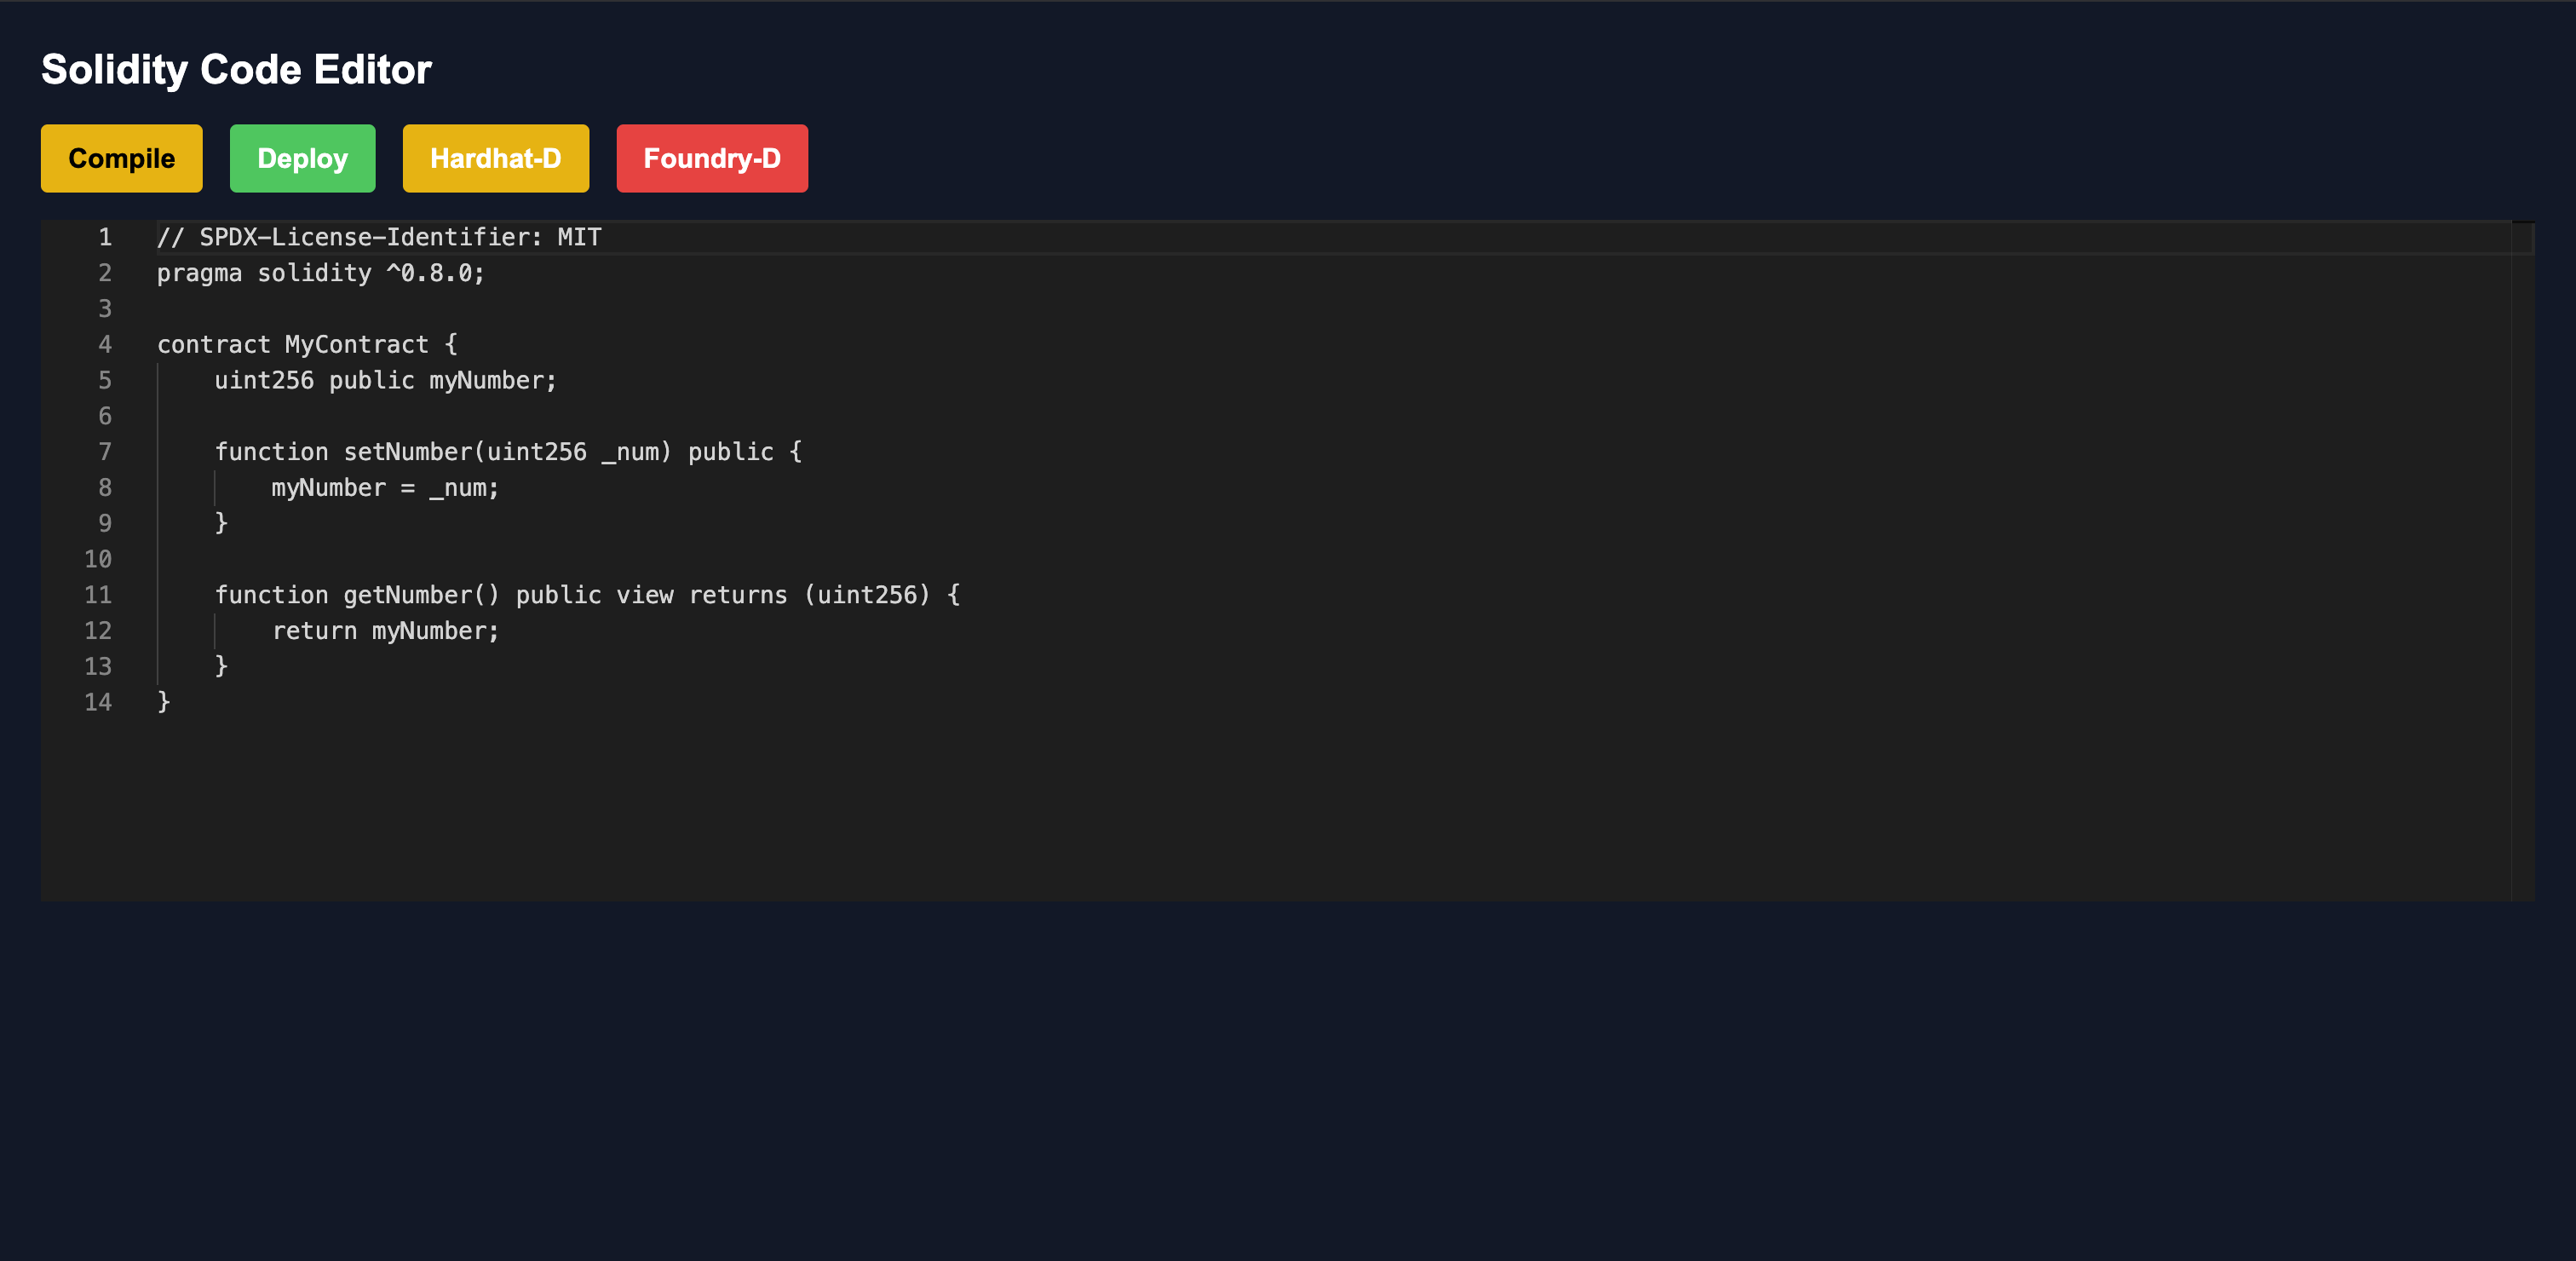 Solidity Code Editor
Compile Deploy Hardhat-D Foundry-D
1 // SPDX-License-Identifier: MIT
2 pragma solidity ^0.8.0;
3
4 contract MyContract {
5     uint256 public myNumber;
6
7     function setNumber(uint256 _num) public {
8         myNumber = _num;
9     }
10
11     function getNumber() public view returns (uint256) {
12         return myNumber;
13     }
14 }